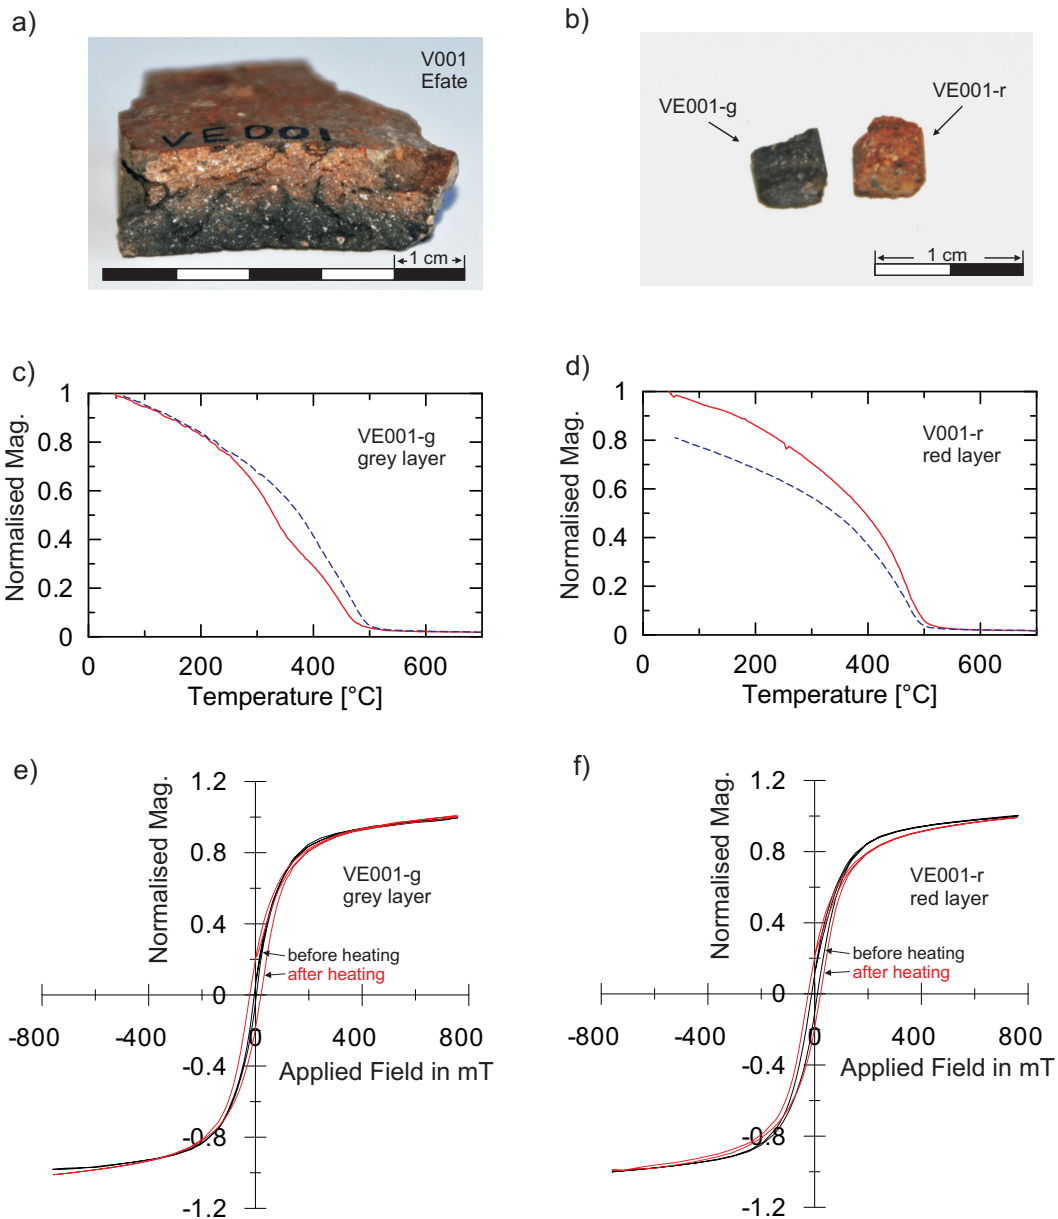 a)
V001
Efate
VE001
1 cm
b)
VE001-g
VE001-r
1 cm
c)
Normalised Mag.
1
0.8
0.6
0.4
0.2
0
VE001-g
grey layer
0
200
400
600
Temperature [°C]
d)
Normalised Mag.
1
0.8
0.6
0.4
0.2
0
V001-r
red layer
0
200
400
600
Temperature [°C]
e)
Normalised Mag.
1.2
0.8
0.4
0
-0.4
-0.8
-1.2
VE001-g
grey layer
before heating
after heating
-800
-400
0
400
800
Applied Field in mT
f)
Normalised Mag.
1.2
0.8
0.4
0
-0.4
-0.8
-1.2
VE001-r
red layer
before heating
after heating
-800
-400
0
400
800
Applied Field in mT